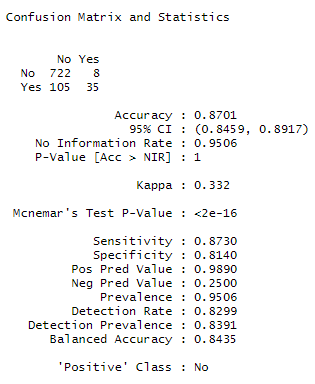 Confusion Matrix and Statistics
No Yes
No 722 8
Yes 105 35
Accuracy : 0.8701
95% CI : (0.8459, 0.8917)
No Information Rate : 0.9506
P-Value [Acc > NIR] : 1
Kappa : 0.332
Mcnemar's Test P-Value : <2e-16
Sensitivity : 0.8730
Specificity : 0.8140
Pos Pred Value : 0.9890
Neg Pred Value : 0.2500
Prevalence : 0.9506
Detection Rate : 0.8299
Detection Prevalence : 0.8391
Balanced Accuracy : 0.8435
'Positive' Class : No